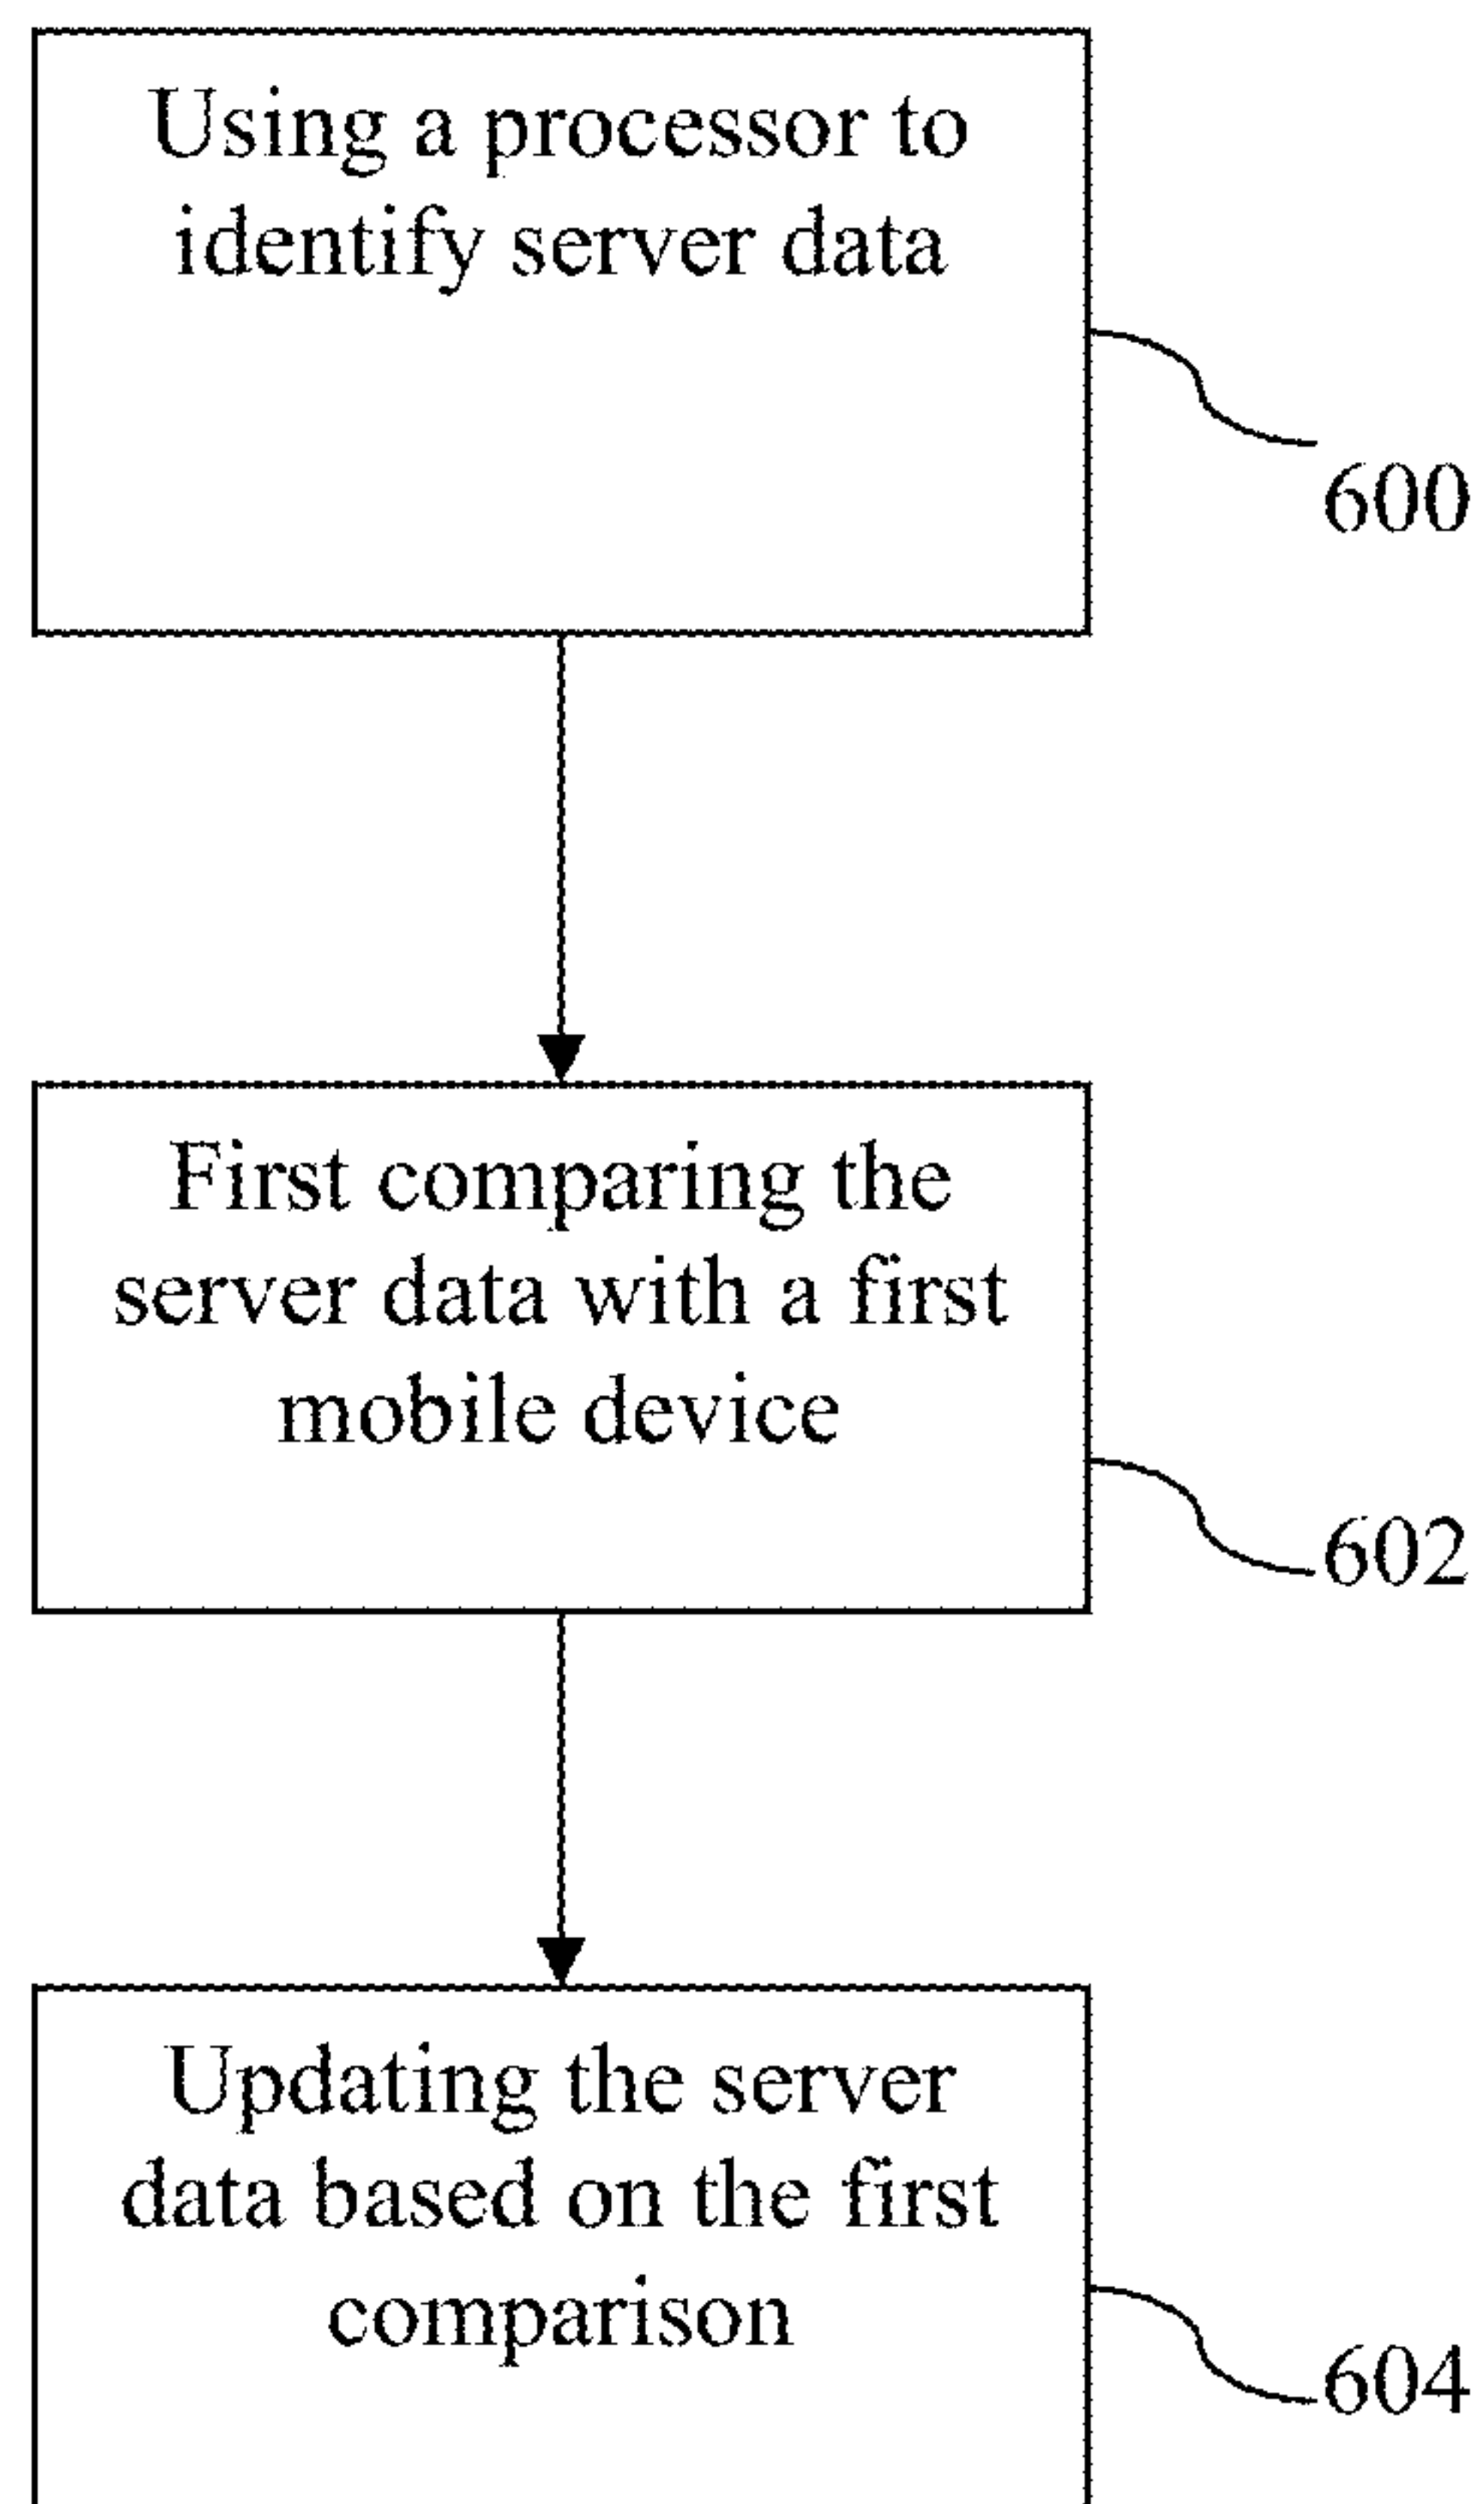 Using a processor to
identify server data
600
First comparing the
server data with a first
mobile device
602
Updating the server
data based on the first
comparison
604